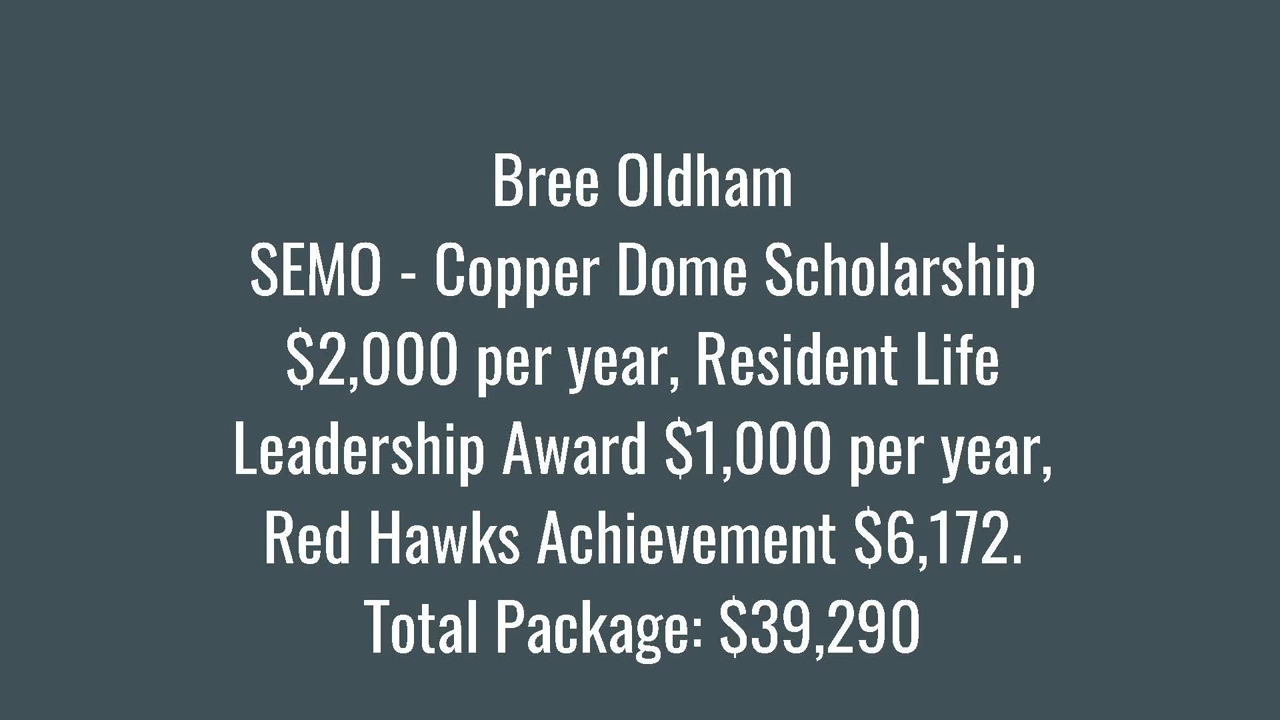 Bree Oldham
SEMO - Copper Dome Scholarship
$2,000 per year, Resident Life
Leadership Award $1,000 per year,
Red Hawks Achievement $6,172.
Total Package: $39,290